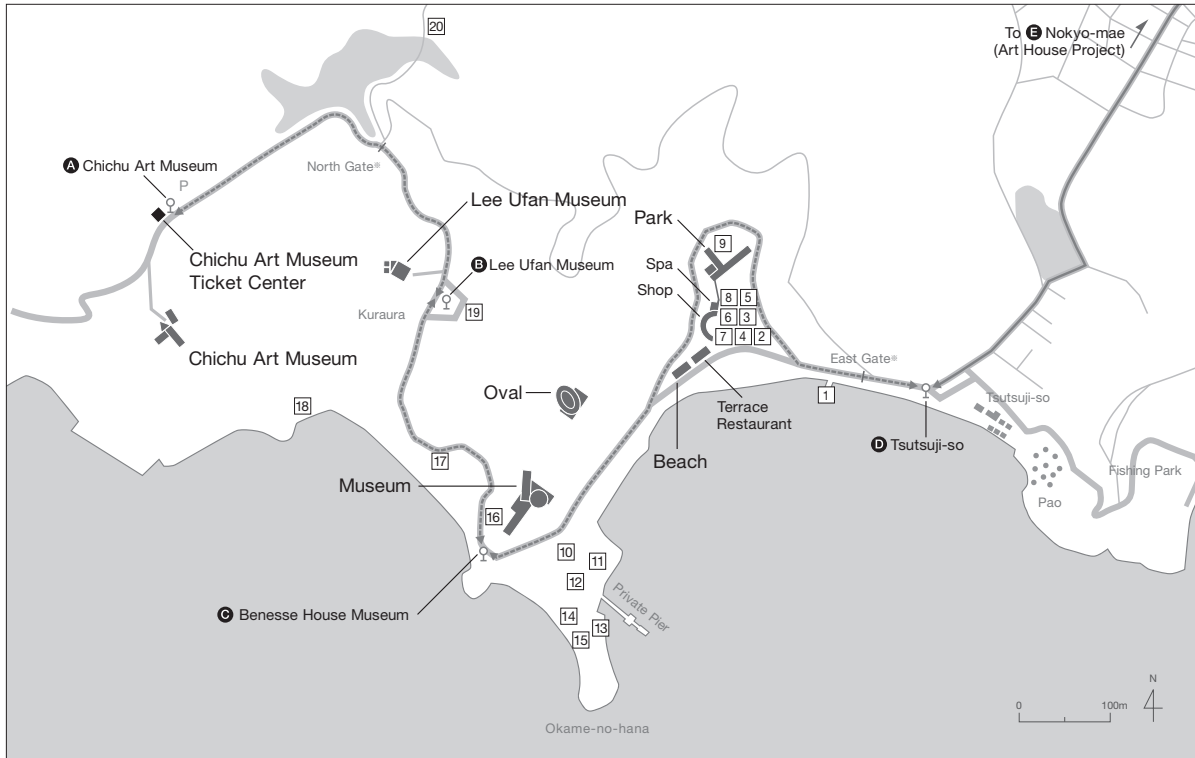 20
To E Nokyo-mae
(Art House Project)
A Chichu Art Museum
P
North Gate※
Lee Ufan Museum
Park
9
Chichu Art Museum
Ticket Center
B Lee Ufan Museum
Spa
Shop
8 5
6 3
7 4 2
Kuraura
19
Chichu Art Museum
East Gate※
Oval
1
Terrace
Restaurant
Tsutsuji-so
18
D Tsutsuji-so
17
Beach
Fishing Park
Museum
Pao
16
10
11
12
Private Pier
C Benesse House Museum
14
13
15
N
0 100m
Okame-no-hana